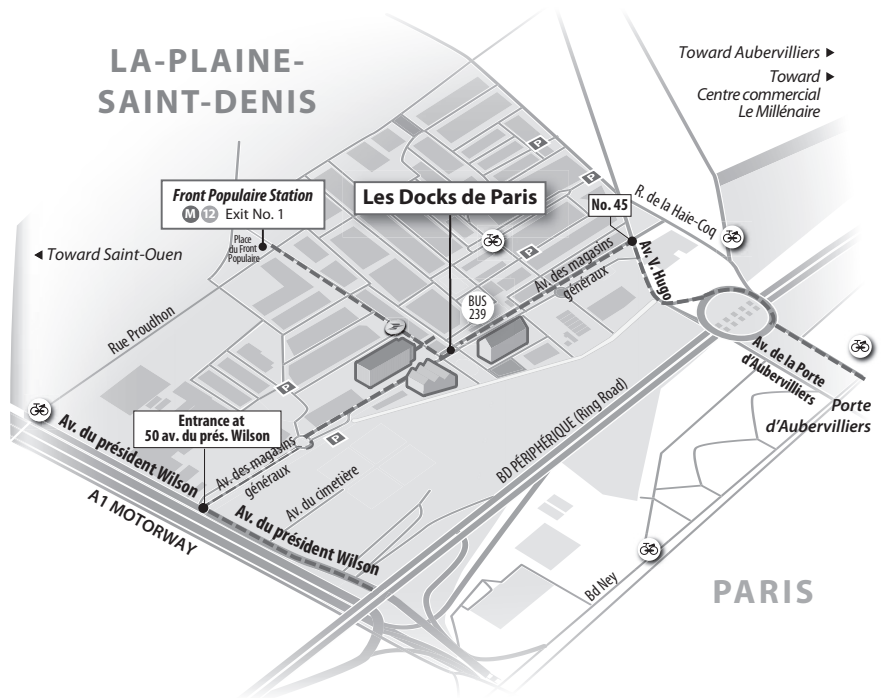 LA-PLAINE-
SAINT-DENIS
Toward Aubervilliers ►
Toward ►
Centre commercial
Le Millénaire
P
P
Front Populaire Station
M 12 Exit No. 1
Les Docks de Paris
No. 45
R. de la Haie-Coq
Place
du Front
Populaire
◄ Toward Saint-Ouen
P
Av. des magasins
généraux
Av. V. Hugo
BUS
239
Rue Proudhon
Av. de la Porte
d'Aubervilliers
Porte
d'Aubervilliers
P
Entrance at
50 av. du prés. Wilson
P
BD PÉRIPHÉRIQUE (Ring Road)
Av. du président Wilson
Av. des magasins
généraux
Av. du cimetière
A1 MOTORWAY
Av. du président Wilson
Bd Ney
PARIS